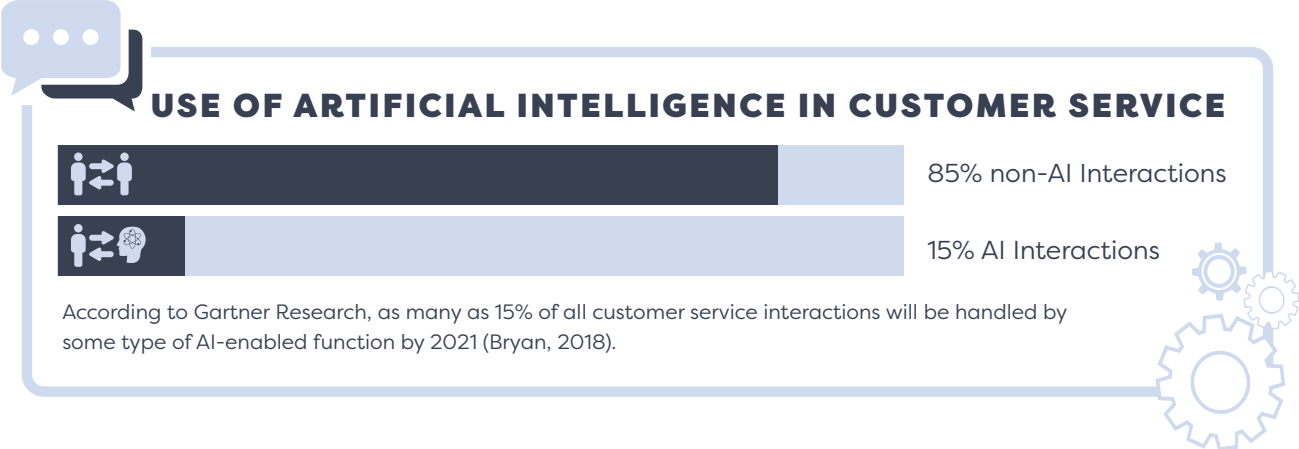 USE OF ARTIFICIAL INTELLIGENCE IN CUSTOMER SERVICE
85% non-AI Interactions
15% AI Interactions
According to Gartner Research, as many as 15% of all customer service interactions will be handled by
some type of AI-enabled function by 2021 (Bryan, 2018).